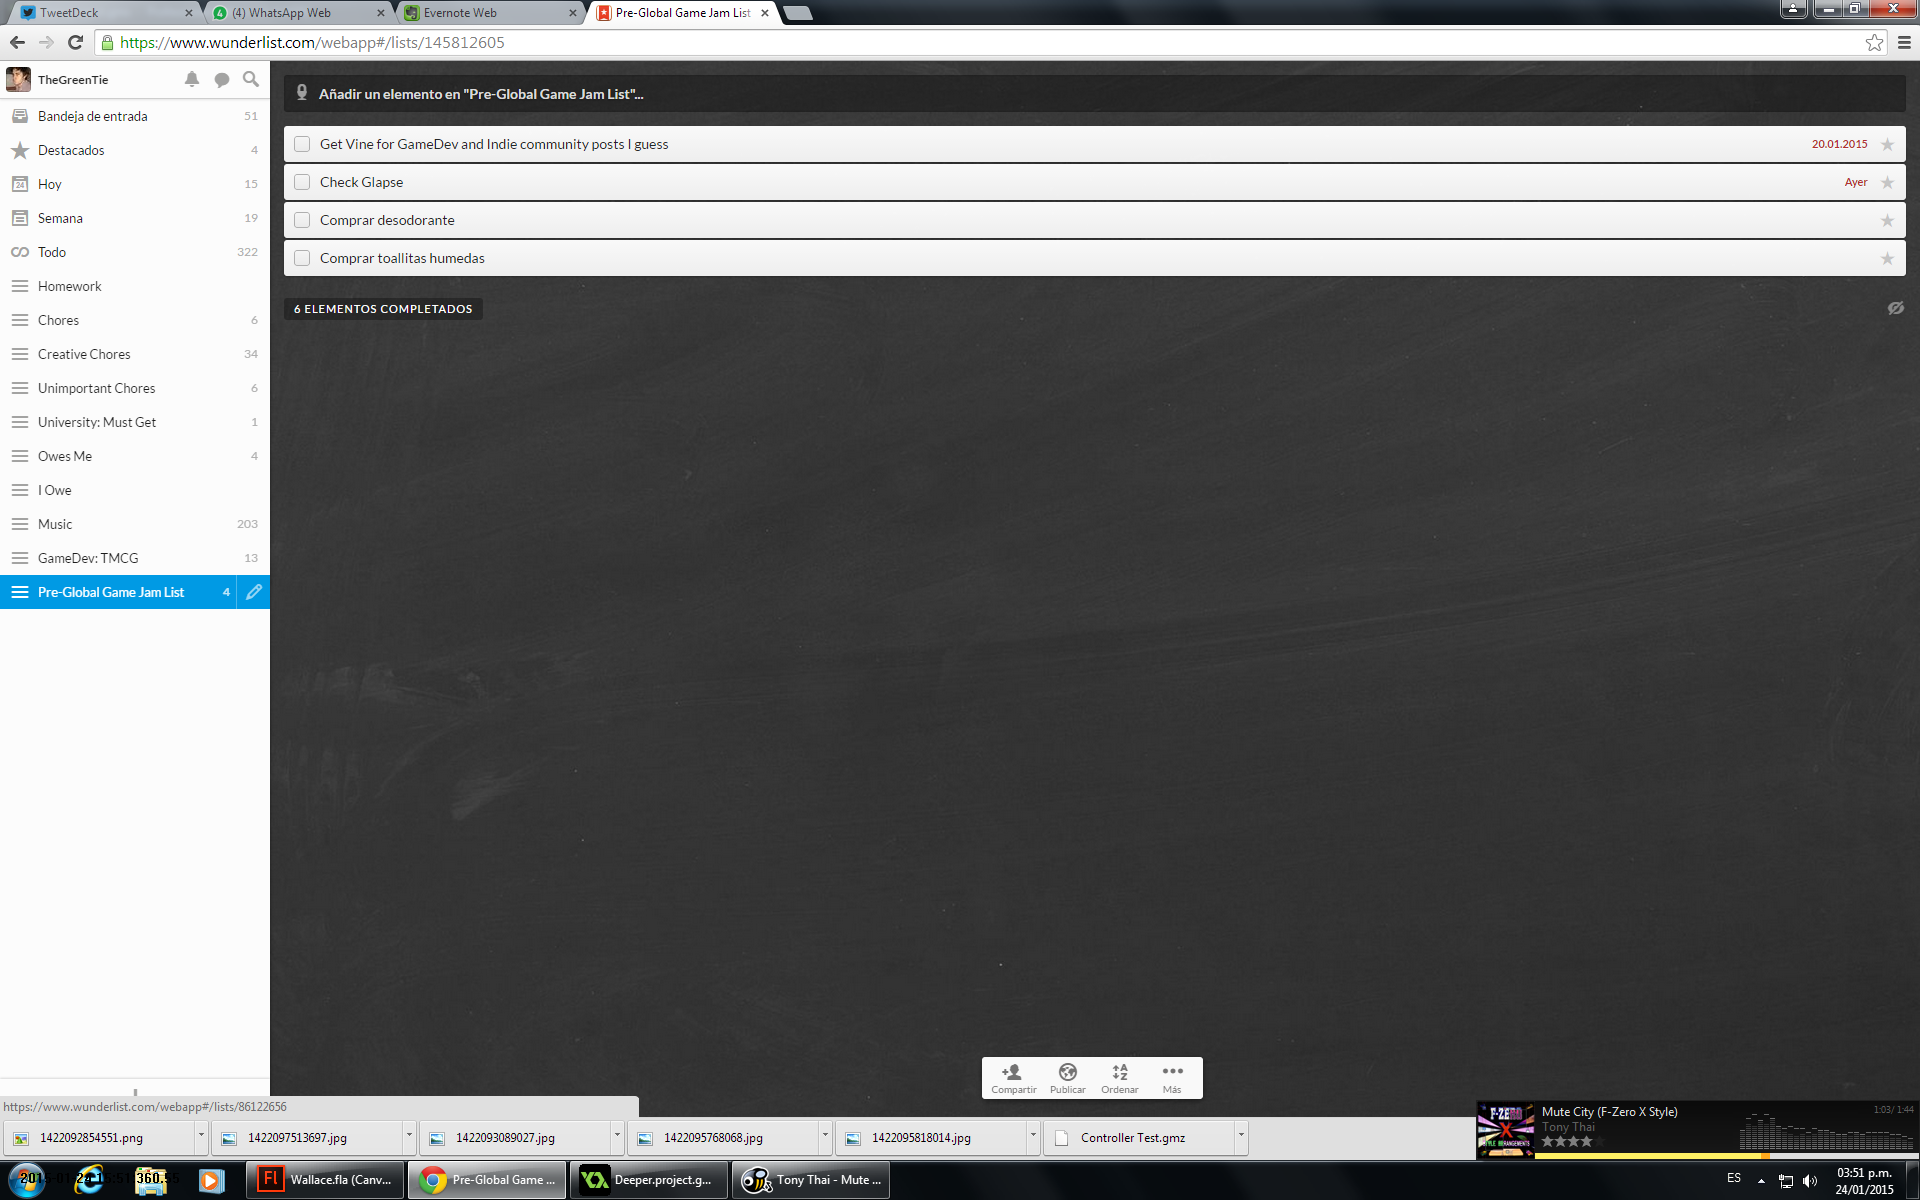 TweetDeck
(4) WhatsApp Web
Evernote Web
Pre-Global Game Jam List
https://www.wunderlist.com/webapp#/lists/145812605
TheGreenTie
Bandeja de entrada 51
Destacados 4
24 Hoy 15
Semana 19
Todo 322
Homework
Chores 6
Creative Chores 34
Unimportant Chores 6
University: Must Get 1
Owes Me 4
I Owe
Music 203
GameDev: TMCG 13
Pre-Global Game Jam List 4
Añadir un elemento en "Pre-Global Game Jam List"...
Get Vine for GameDev and Indie community posts I guess 20.01.2015
Check Glapse Ayer
Comprar desodorante
Comprar toallitas humedas
6 ELEMENTOS COMPLETADOS
Compartir
Publicar
Ordenar
Más
https://www.wunderlist.com/webapp#/lists/86122656
1422092854551.png
1422097513697.jpg
1422093089027.jpg
1422095768068.jpg
1422095818014.jpg
Controller Test.gmz
F-ZERO X
Mute City (F-Zero X Style) 1:03/ 1:44
Tony Thai
Fl Wallace.fla (Canv...
Pre-Global Game ...
Deeper.project.g...
Tony Thai - Mute ...
ES
03:51 p.m.
24/01/2015